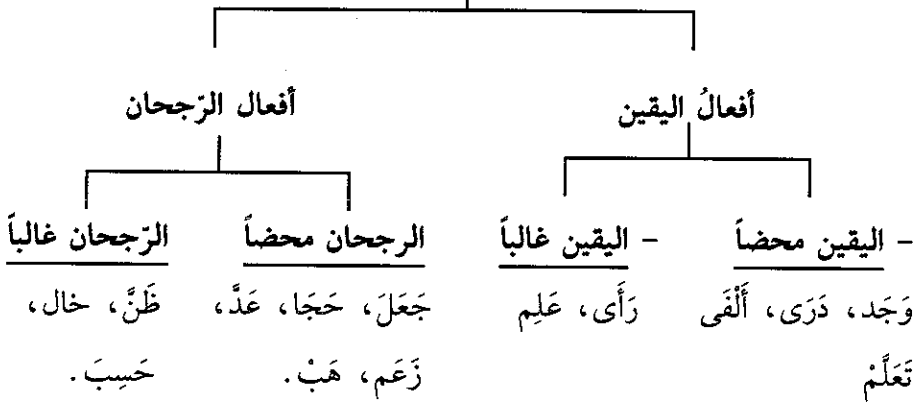 أفعالُ اليقين
أفعال الرّجحان
- اليقين محضاً
- اليقين غالباً
الرجحان محضاً
الرّجحان غالباً
وَجَد، دَرَى، أَلْفَى
تَعَلَّمْ
رَأَى، عَلِم
جَعَلَ، حَجَا، عَدَّ،
زَعَم، هَبْ.
ظَنَّ، خال،
حَسِبَ.